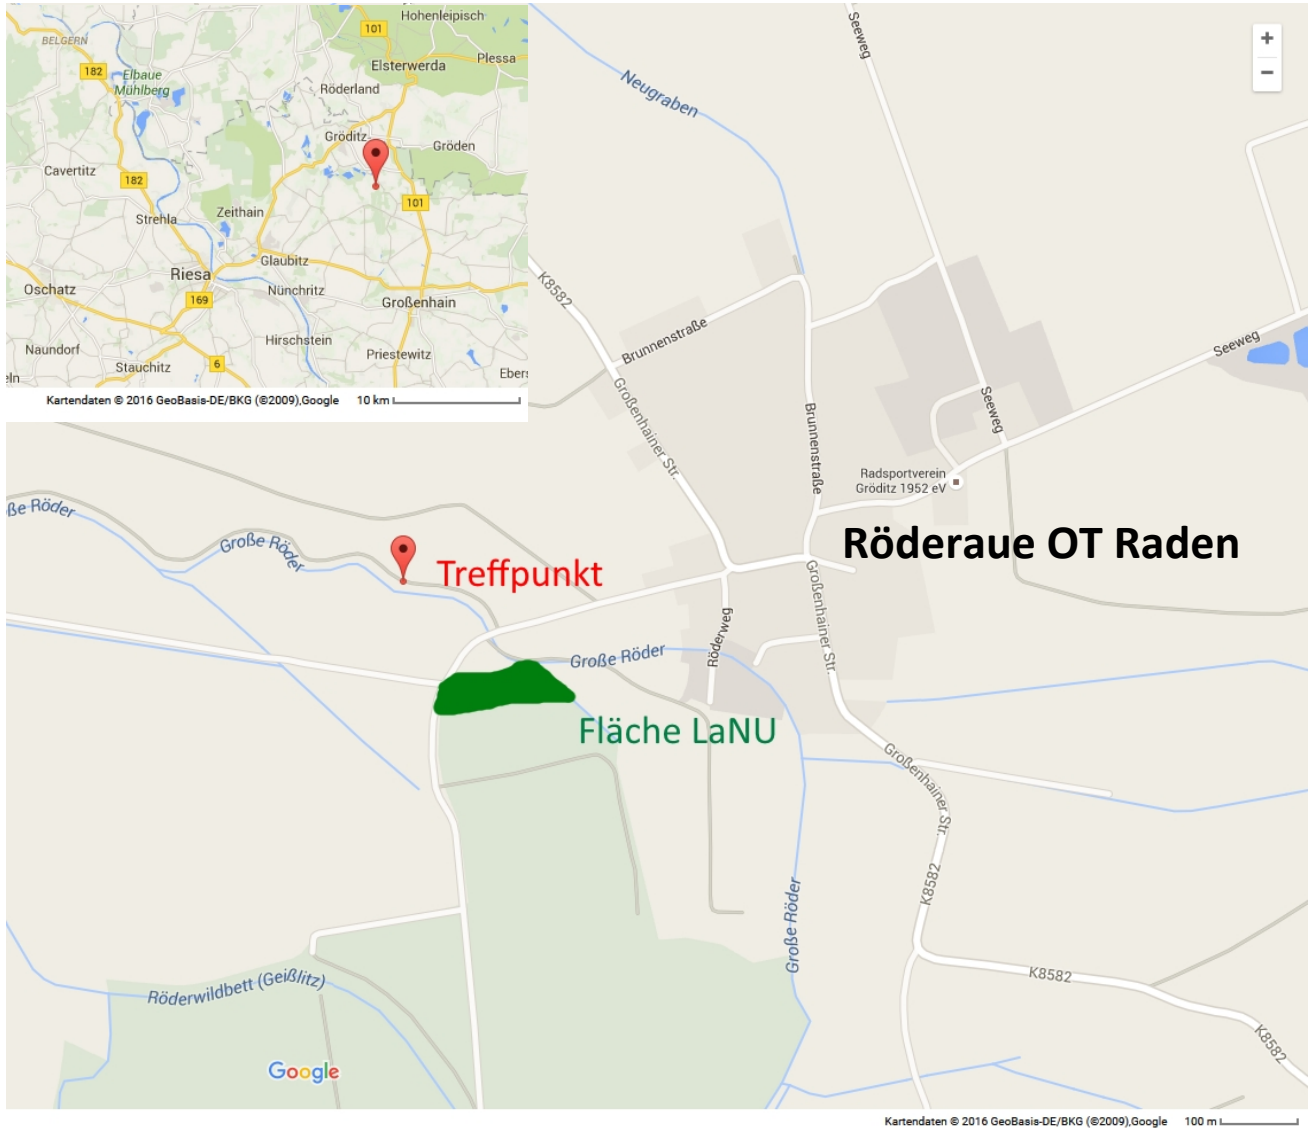 Hohenleipisch
101
BELGERN
Elsterwerda
Plessa
182
Elbaue
Mühlberg
Röderland
Gröditz
Gröden
Cavertitz
182
101
Strehla
Zeithain
Riesa
Glaubitz
Oschatz
169
Nünchritz
Großenhain
Naundorf
Hirschstein
Priestewitz
Stauchitz
6
eln
Ebers
Kartendaten © 2016 GeoBasis-DE/BKG (©2009),Google 10 km
Seeweg
+
−
Neugraben
K8582
Brunnenstraße
Seeweg
Großenhainer Str.
Seeweg
Brunnenstraße
Radsportverein
Gröditz 1952 eV
ße Röder
Große Röder
Röderaue OT Raden
Treffpunkt
Großenhainer Str.
Röderweg
Große Röder
Fläche LaNU
Großenhainer Str.
K8582
Große Röder
K8582
Röderwildbett (Geißlitz)
K8582
Google
Kartendaten © 2016 GeoBasis-DE/BKG (©2009),Google 100 m